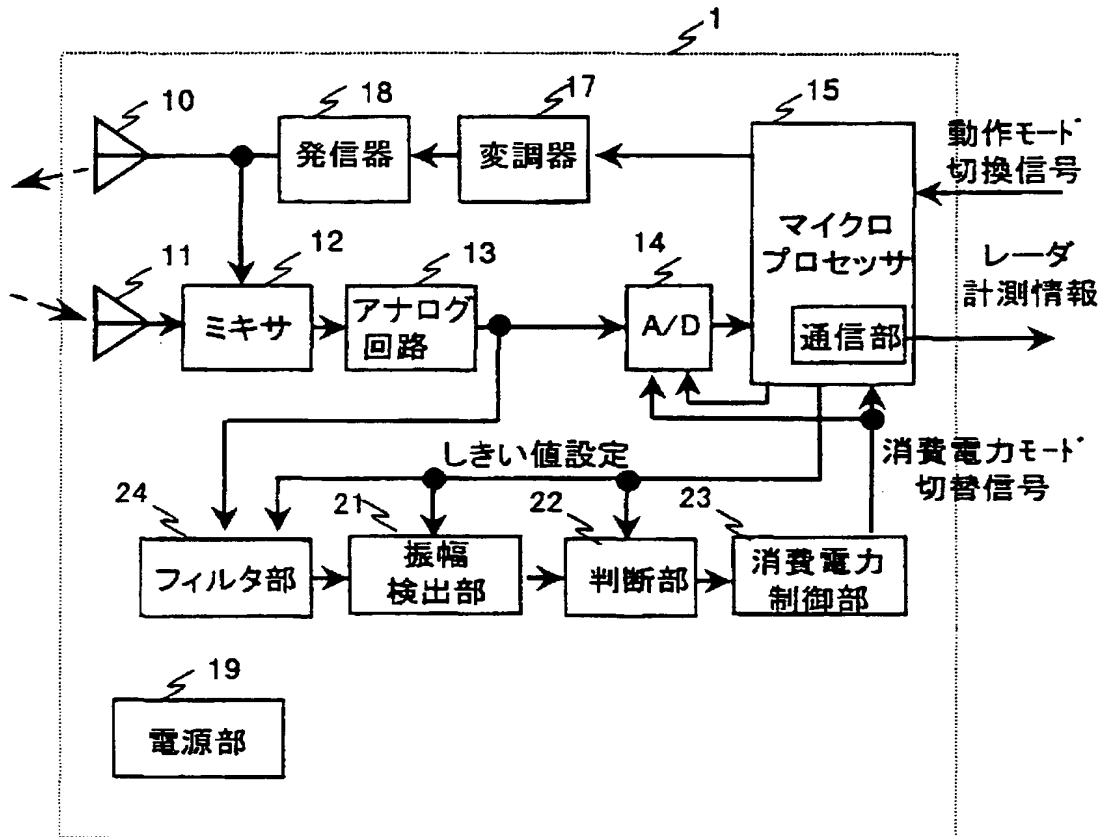 1
10
18
発信器
17
変調器
15
マイクロ
プロセッサ
通信部
動作モード
切換信号
レーダ
計測情報
11
12
ミキサ
13
アナログ
回路
14
A/D
消費電力モード
切替信号
しきい値設定
24
フィルタ部
21
振幅
検出部
22
判断部
23
消費電力
制御部
19
電源部